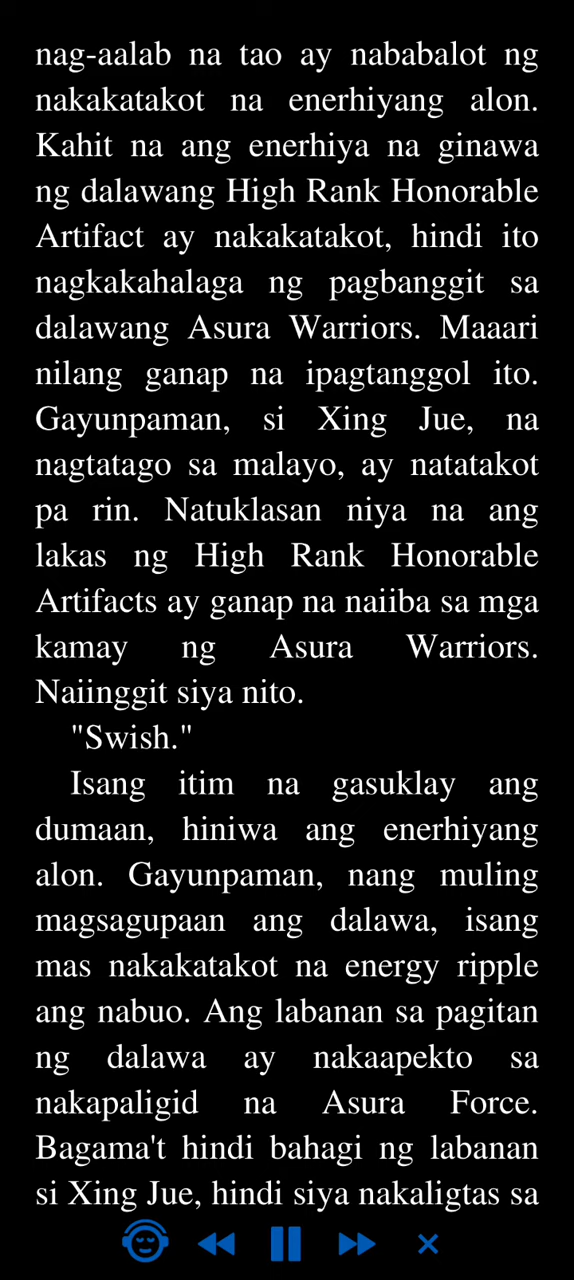 nag-aalab na tao ay nababalot ng
nakakatakot na enerhiyang alon.
Kahit na ang enerhiya na ginawa
ng dalawang High Rank Honorable
Artifact ay nakakatakot, hindi ito
nagkakahalaga ng pagbanggit sa
dalawang Asura Warriors. Maaari
nilang ganap na ipagtanggol ito.
Gayunpaman, si Xing Jue, na
nagtatago sa malayo, ay natatakot
pa rin. Natuklasan niya na ang
lakas ng High Rank Honorable
Artifacts ay ganap na naiiba sa mga
kamay ng Asura Warriors.
Naiinggit siya nito.
"Swish."
Isang itim na gasuklay ang
dumaan, hiniwa ang enerhiyang
alon. Gayunpaman, nang muling
magsagupaan ang dalawa, isang
mas nakakatakot na energy ripple
ang nabuo. Ang labanan sa pagitan
ng dalawa ay nakaapekto sa
nakapaligid na Asura Force.
Bagama't hindi bahagi ng labanan
si Xing Jue, hindi siya nakaligtas sa